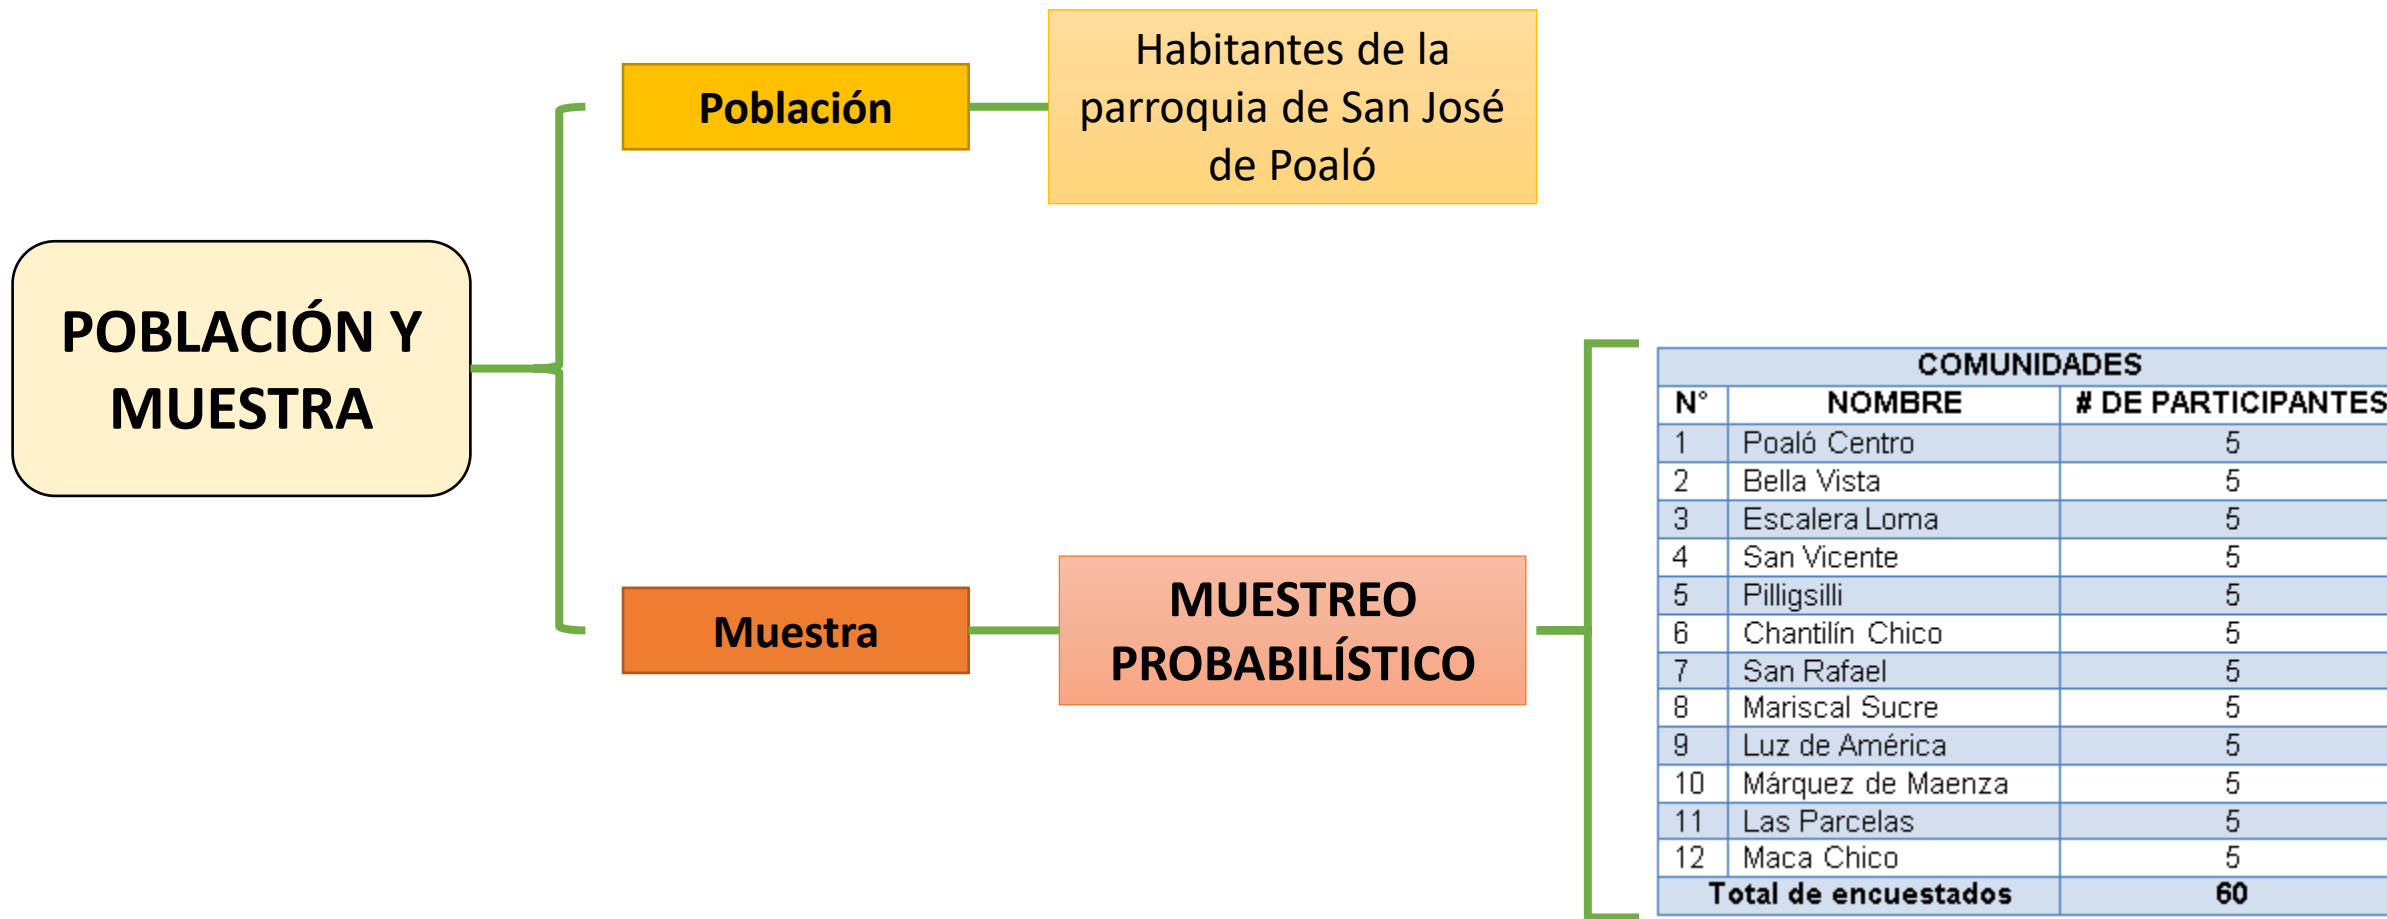 POBLACIÓN Y
MUESTRA
Población
Habitantes de la
parroquia de San José
de Poaló
Muestra
MUESTREO
PROBABILÍSTICO
COMUNIDADES
N° NOMBRE # DE PARTICIPANTES
1 Poaló Centro 5
2 Bella Vista 5
3 Escalera Loma 5
4 San Vicente 5
5 Pilligsilli 5
6 Chantilín Chico 5
7 San Rafael 5
8 Mariscal Sucre 5
9 Luz de América 5
10 Márquez de Maenza 5
11 Las Parcelas 5
12 Maca Chico 5
Total de encuestados 60